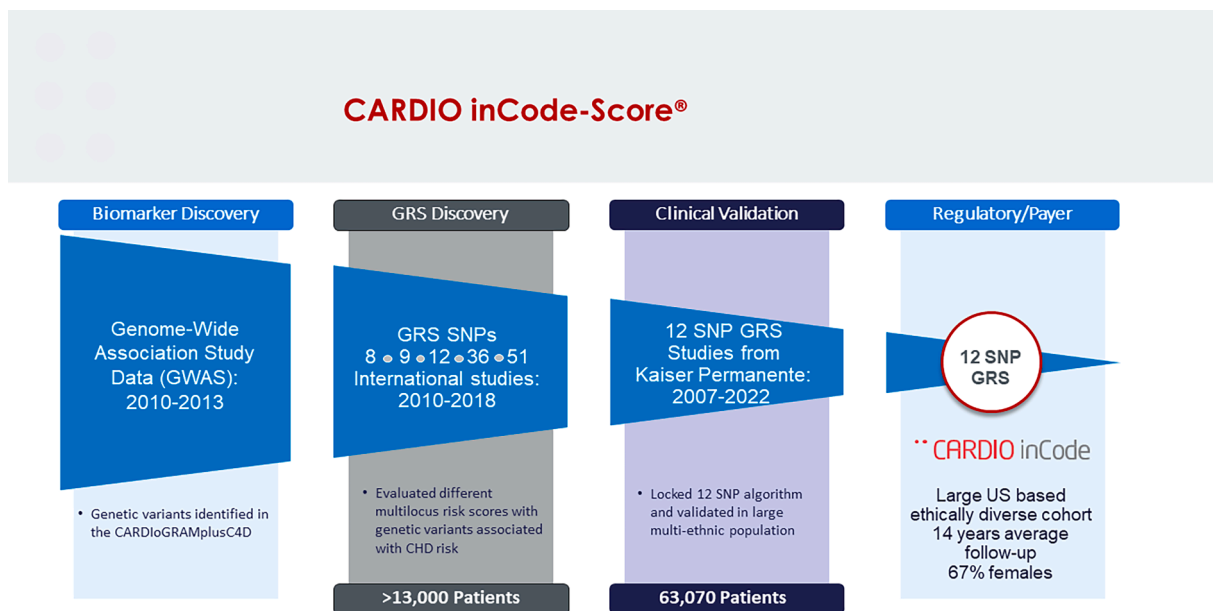 CARDIO inCode-Score®
Biomarker Discovery
Genome-Wide
Association Study
Data (GWAS):
2010-2013
• Genetic variants identified in
the CARDIoGRAMplusC4D
GRS Discovery
GRS SNPs
8 • 9 • 12 • 36 • 51
International studies:
2010-2018
• Evaluated different
multilocus risk scores with
genetic variants associated
with CHD risk
>13,000 Patients
Clinical Validation
12 SNP GRS
Studies from
Kaiser Permanente:
2007-2022
• Locked 12 SNP algorithm
and validated in large
multi-ethnic population
63,070 Patients
Regulatory/Payer
12 SNP
GRS
CARDIO inCode
Large US based
ethically diverse cohort
14 years average
follow-up
67% females